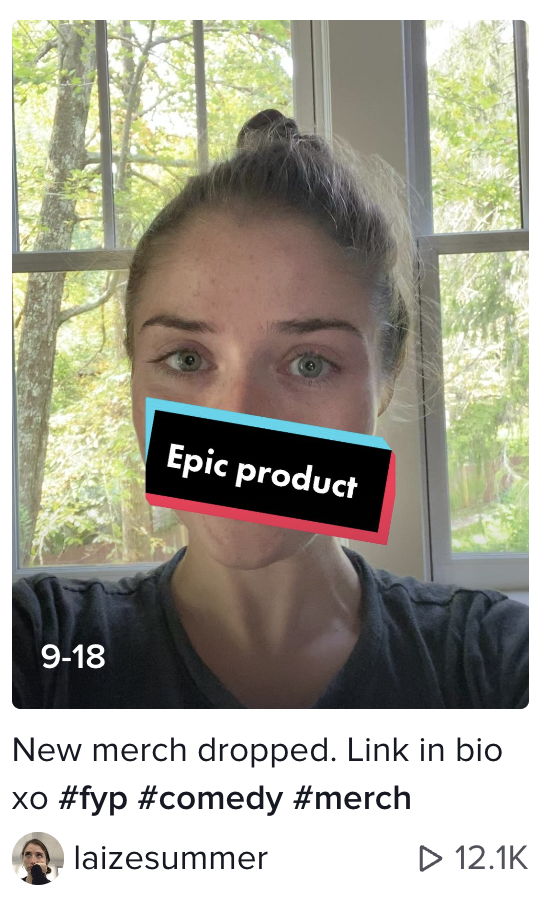 Epic product
9-18
New merch dropped. Link in bio
xo #fyp #comedy #merch
laizesummer
12.1K